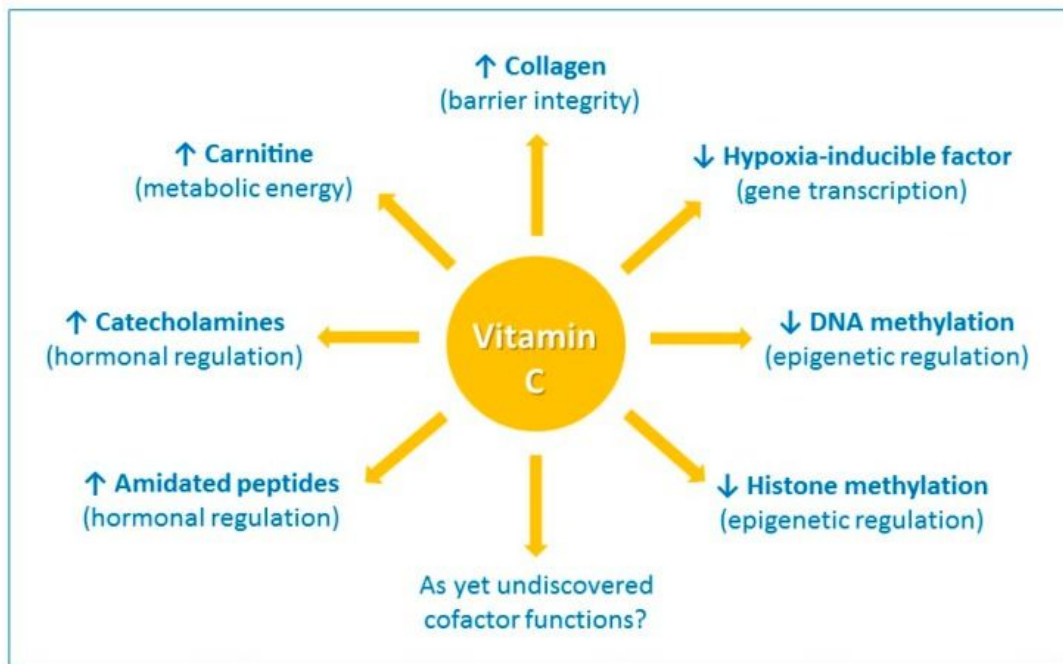 ↑ Collagen
(barrier integrity)
↑ Carnitine
(metabolic energy)
↓ Hypoxia-inducible factor
(gene transcription)
↑ Catecholamines
(hormonal regulation)
Vitamin
C
↓ DNA methylation
(epigenetic regulation)
↑ Amidated peptides
(hormonal regulation)
↓ Histone methylation
(epigenetic regulation)
As yet undiscovered
cofactor functions?